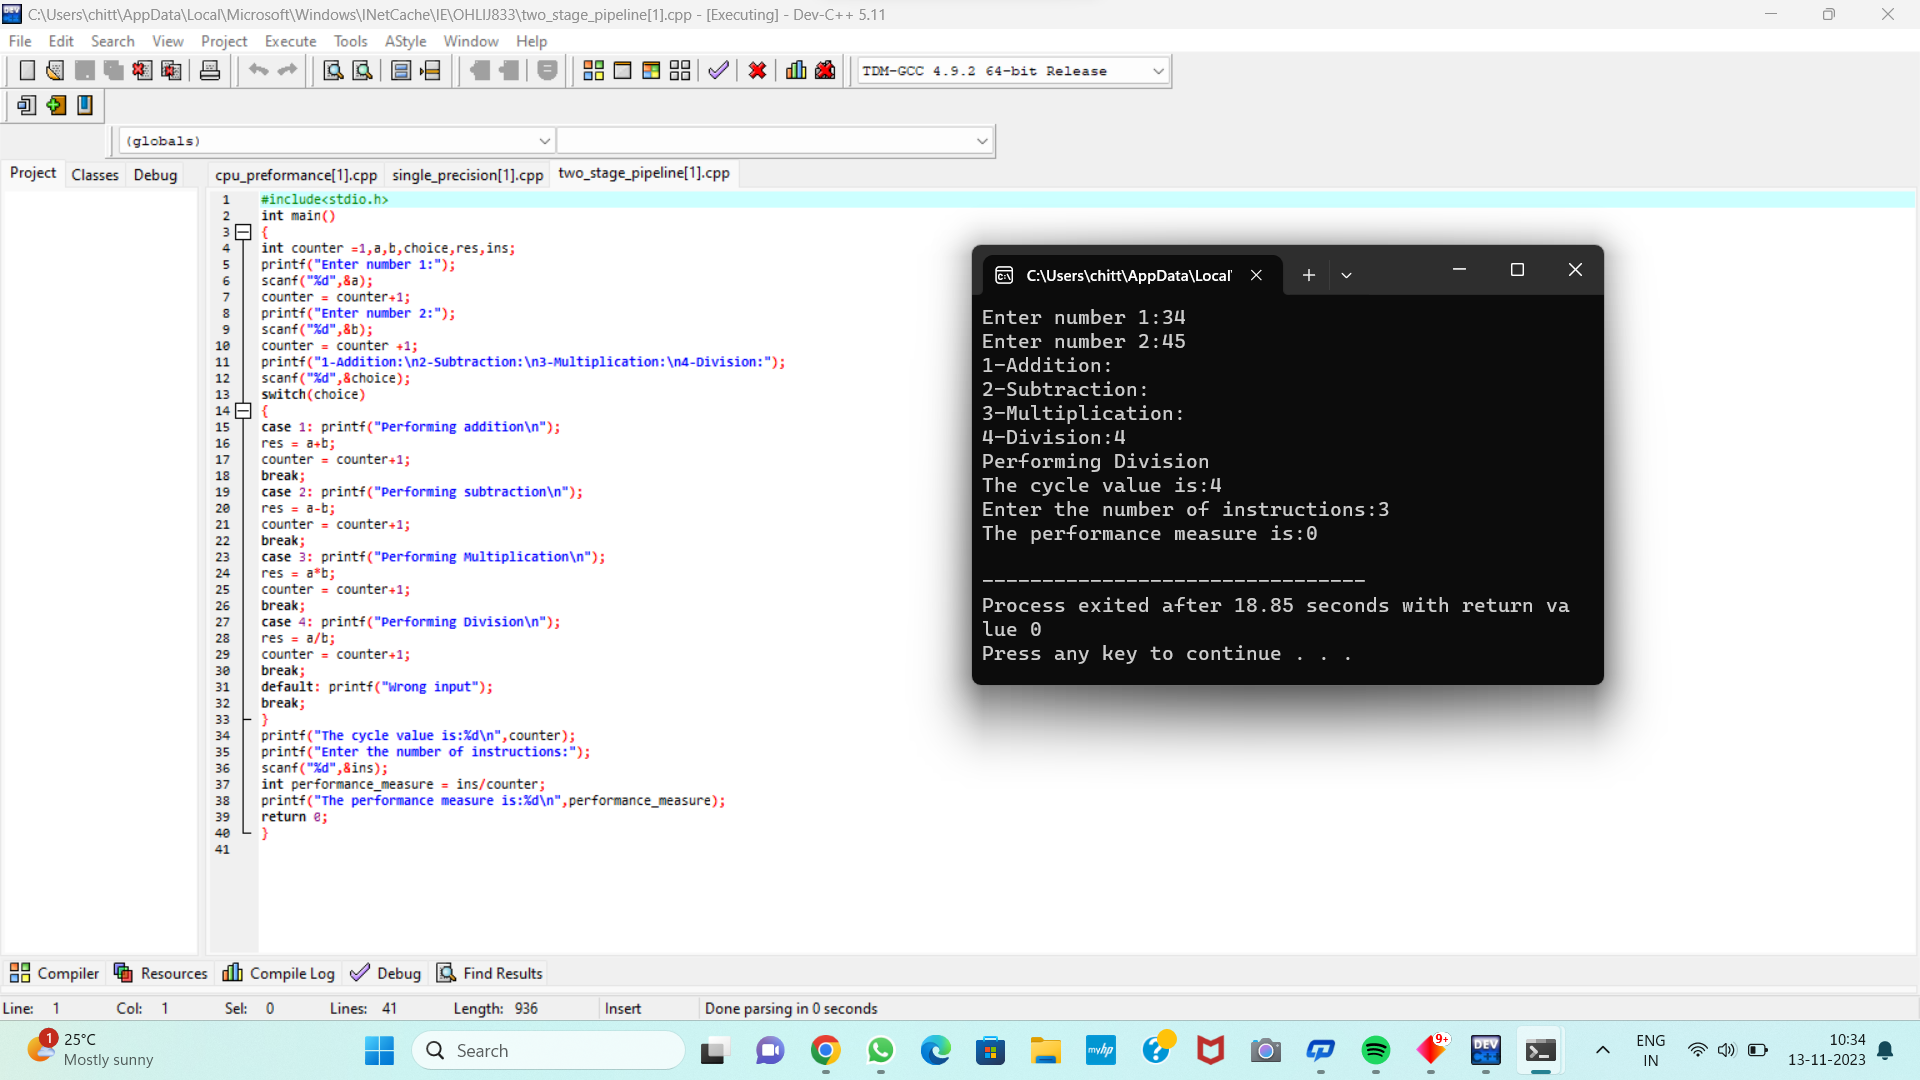 C:\Users\chitt\AppData\Local\Microsoft\Windows\INetCache\IE\OHLIJ833\two_stage_pipeline[1].cpp - [Executing] - Dev-C++ 5.11
File Edit Search View Project Execute Tools AStyle Window Help
TDM-GCC 4.9.2 64-bit Release
(globals)
Project Classes Debug
cpu_preformance[1].cpp single_precision[1].cpp two_stage_pipeline[1].cpp
1 #include<stdio.h>
2 int main()
3 {
4 int counter =1,a,b,choice,res,ins;
5 printf("Enter number 1:");
6 scanf("%d",&a);
7 counter = counter+1;
8 printf("Enter number 2:");
9 scanf("%d",&b);
10 counter = counter +1;
11 printf("1-Addition:\n2-Subtraction:\n3-Multiplication:\n4-Division:");
12 scanf("%d",&choice);
13 switch(choice)
14 {
15 case 1: printf("Performing addition\n");
16 res = a+b;
17 counter = counter+1;
18 break;
19 case 2: printf("Performing subtraction\n");
20 res = a-b;
21 counter = counter+1;
22 break;
23 case 3: printf("Performing Multiplication\n");
24 res = a*b;
25 counter = counter+1;
26 break;
27 case 4: printf("Performing Division\n");
28 res = a/b;
29 counter = counter+1;
30 break;
31 default: printf("Wrong input");
32 break;
33 }
34 printf("The cycle value is:%d\n",counter);
35 printf("Enter the number of instructions:");
36 scanf("%d",&ins);
37 int performance_measure = ins/counter;
38 printf("The performance measure is:%d\n",performance_measure);
39 return 0;
40 }
41
C:\Users\chitt\AppData\Local\
Enter number 1:34
Enter number 2:45
1-Addition:
2-Subtraction:
3-Multiplication:
4-Division:4
Performing Division
The cycle value is:4
Enter the number of instructions:3
The performance measure is:0
--------------------------------
Process exited after 18.85 seconds with return va
lue 0
Press any key to continue . . .
Compiler Resources Compile Log Debug Find Results
Line: 1 Col: 1 Sel: 0 Lines: 41 Length: 936 Insert Done parsing in 0 seconds
1
25°C
Mostly sunny
Search
myhp
9+
DEV
C++
ENG
IN
10:34
13-11-2023